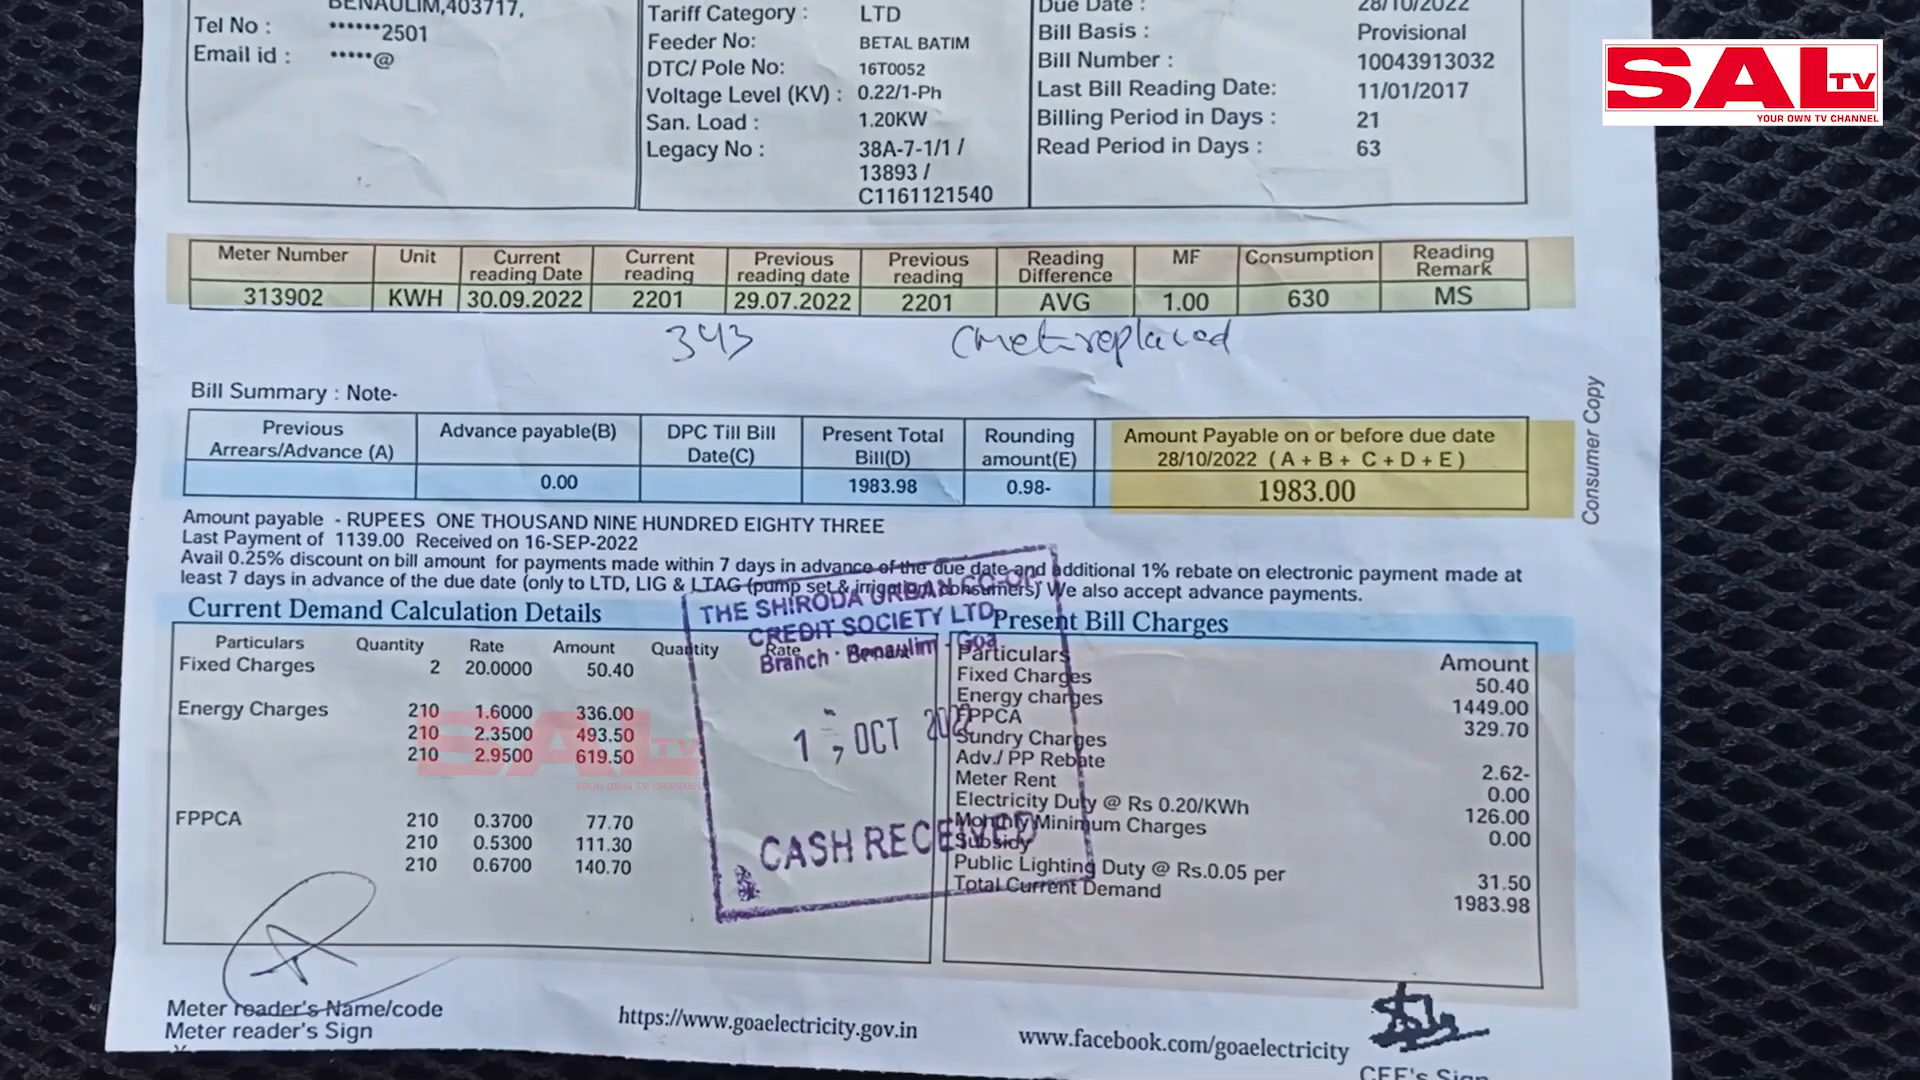 BENAULIM,403717,
Tel No : ******2501
Email id : *****@
Tariff Category : LTD
Feeder No: BETAL BATIM
DTC/ Pole No: 16T0052
Voltage Level (KV) : 0.22/1-Ph
San. Load : 1.20KW
Legacy No : 38A-7-1/1 /
13893 /
C1161121540
Due Date : 28/10/2022
Bill Basis : Provisional
Bill Number : 10043913032
Last Bill Reading Date: 11/01/2017
Billing Period in Days : 21
Read Period in Days : 63
SAL TV
YOUR OWN TV CHANNEL
Meter Number Unit Current reading Date Current reading Previous reading date Previous reading Reading Difference MF Consumption Reading Remark
313902 KWH 30.09.2022 2201 29.07.2022 2201 AVG 1.00 630 MS
343
Bill Summary : Note-
Previous Arrears/Advance (A) Advance payable(B) DPC Till Bill Date(C) Present Total Bill(D) Rounding amount(E) Amount Payable on or before due date 28/10/2022 ( A + B + C + D + E )
0.00 1983.98 0.98- 1983.00
Consumer Copy
Amount payable - RUPEES ONE THOUSAND NINE HUNDRED EIGHTY THREE
Last Payment of 1139.00 Received on 16-SEP-2022
Avail 0.25% discount on bill amount for payments made within 7 days in advance of the due date and additional 1% rebate on electronic payment made at
least 7 days in advance of the due date (only to LTD, LIG & LTAG (pump set & irrigation) consumers) We also accept advance payments.
Current Demand Calculation Details
Particulars Quantity Rate Amount Quantity Rate
Fixed Charges 2 20.0000 50.40
Energy Charges 210 1.6000 336.00
210 2.3500 493.50
210 2.9500 619.50
FPPCA 210 0.3700 77.70
210 0.5300 111.30
210 0.6700 140.70
SAL TV
YOUR OWN TV CHANNEL
THE SHIRODA URBAN CO-OP
CREDIT SOCIETY LTD
Branch - Benaulim - Goa
OCT 2022
CASH RECEIVED
Present Bill Charges
Particulars Amount
Fixed Charges 50.40
Energy charges 1449.00
FPPCA 329.70
Sundry Charges
Adv./ PP Rebate 2.62-
Meter Rent 0.00
Electricity Duty @ Rs 0.20/KWh 126.00
Monthly Minimum Charges 0.00
Subsidy
Public Lighting Duty @ Rs.0.05 per 31.50
Total Current Demand 1983.98
Meter reader's Name/code
Meter reader's Sign
https://www.goaelectricity.gov.in
www.facebook.com/goaelectricity
CEE's Sign